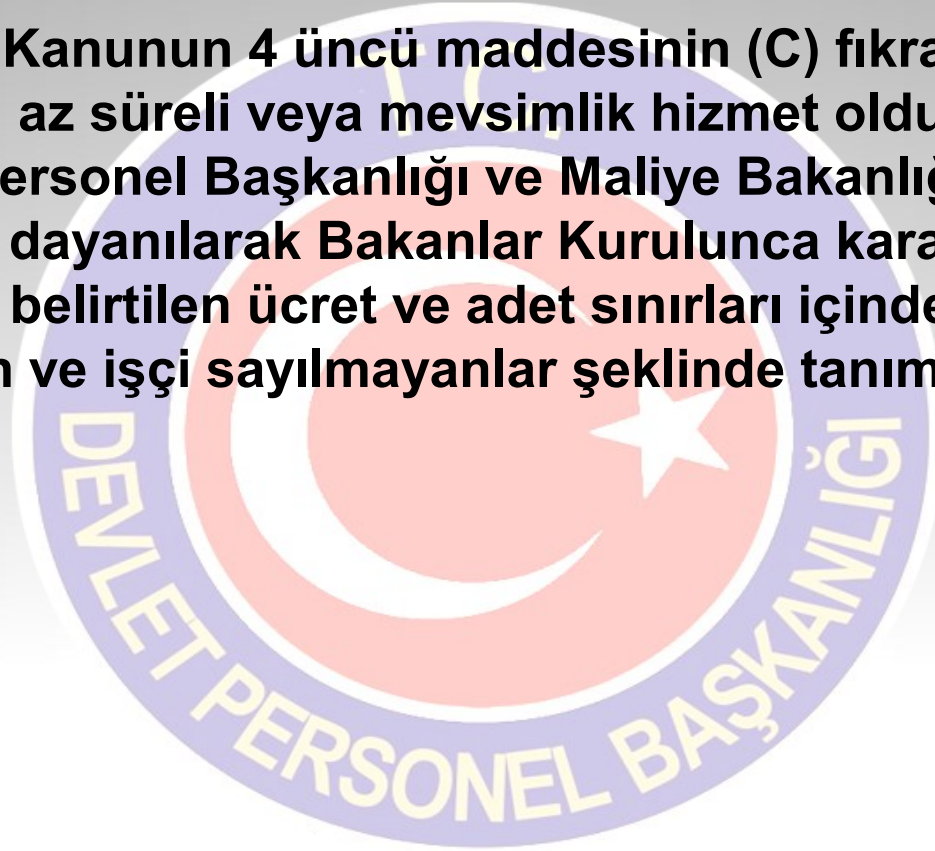 Kanunun 4 üncü maddesinin (C) fıkra
az süreli veya mevsimlik hizmet oldu
ersonel Başkanlığı ve Maliye Bakanlığ
dayanılarak Bakanlar Kurulunca kara
belirtilen ücret ve adet sınırları içinde
n ve işçi sayılmayanlar şeklinde tanım
T.C.
DEVLET PERSONEL BAŞKANLIĞI